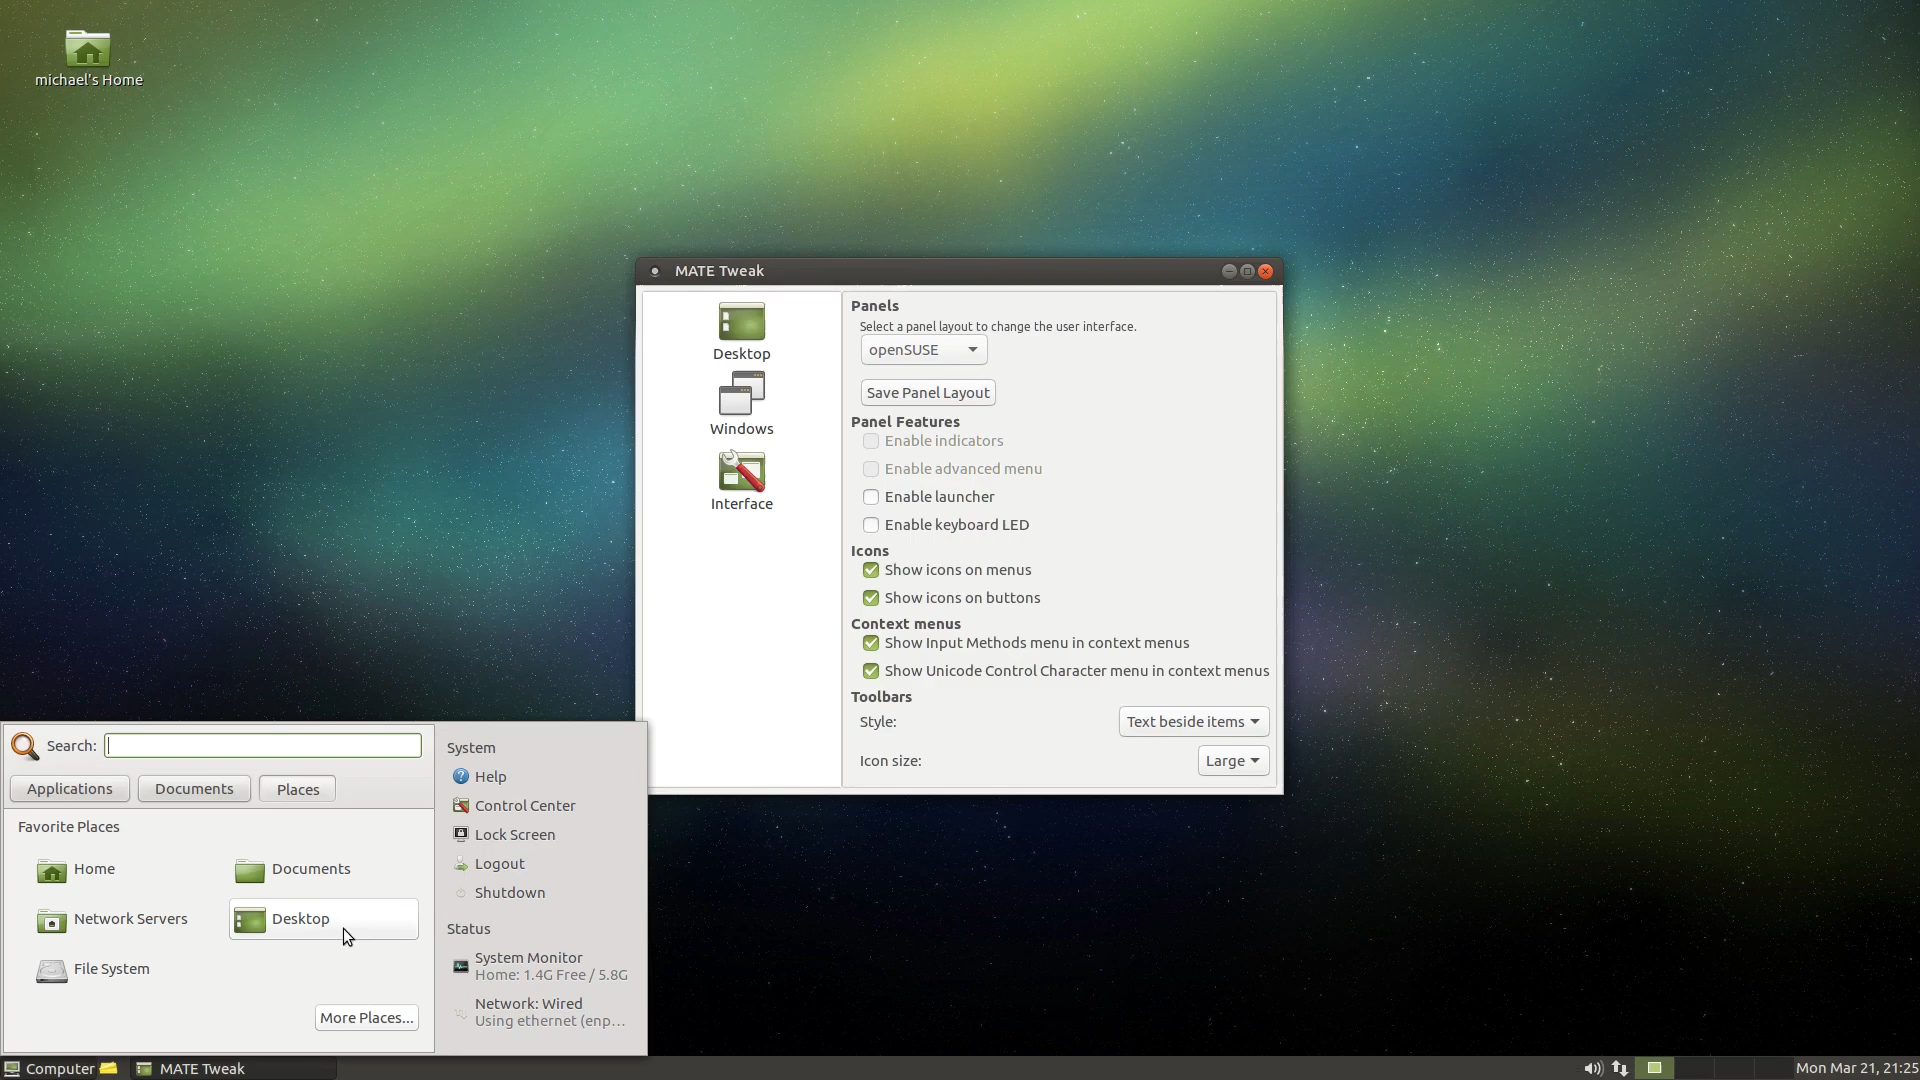 michael's Home
MATE Tweak
Desktop
Windows
Interface
Panels
Select a panel layout to change the user interface.
openSUSE
Save Panel Layout
Panel Features
Enable indicators
Enable advanced menu
Enable launcher
Enable keyboard LED
Icons
Show icons on menus
Show icons on buttons
Context menus
Show Input Methods menu in context menus
Show Unicode Control Character menu in context menus
Toolbars
Style: Text beside items
Icon size: Large
Search:
Applications Documents Places
Favorite Places
Home Documents
Network Servers Desktop
File System
More Places...
System
Help
Control Center
Lock Screen
Logout
Shutdown
Status
System Monitor
Home: 1.4G Free / 5.8G
Network: Wired
Using ethernet (enp...
Computer MATE Tweak Mon Mar 21, 21:25